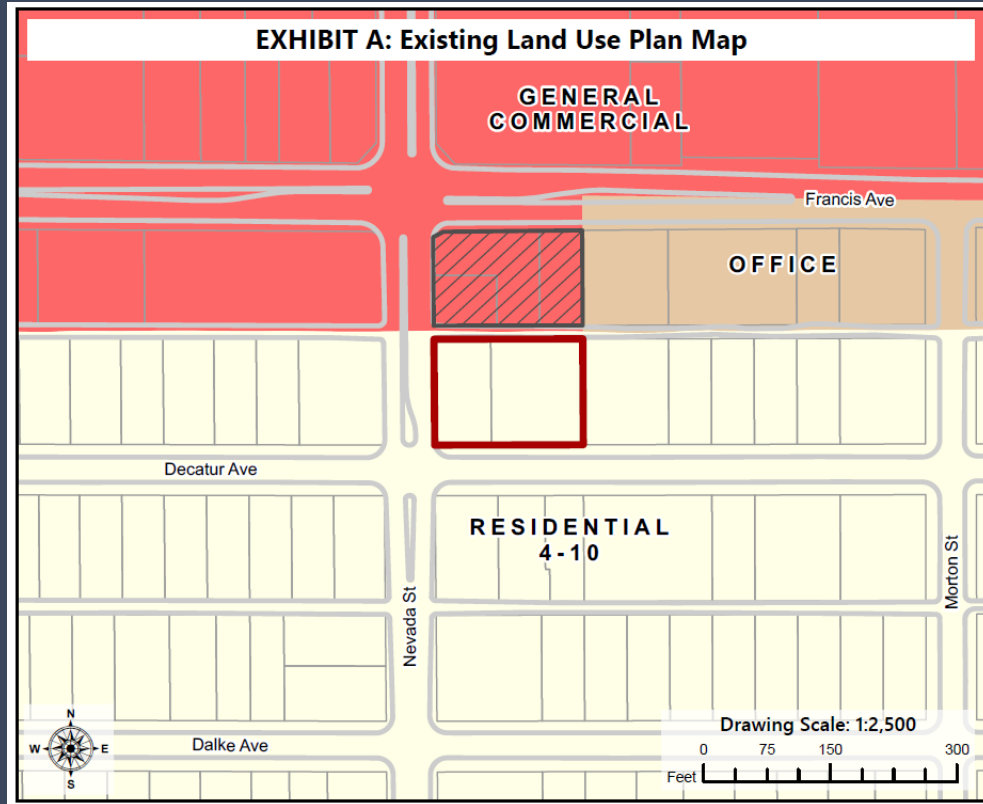 EXHIBIT A: Existing Land Use Plan Map
GENERAL
COMMERCIAL
Francis Ave
OFFICE
Decatur Ave
RESIDENTIAL
4-10
Nevada St
Morton St
Dalke Ave
N
W
E
S
Drawing Scale: 1:2,500
0 75 150 300
Feet